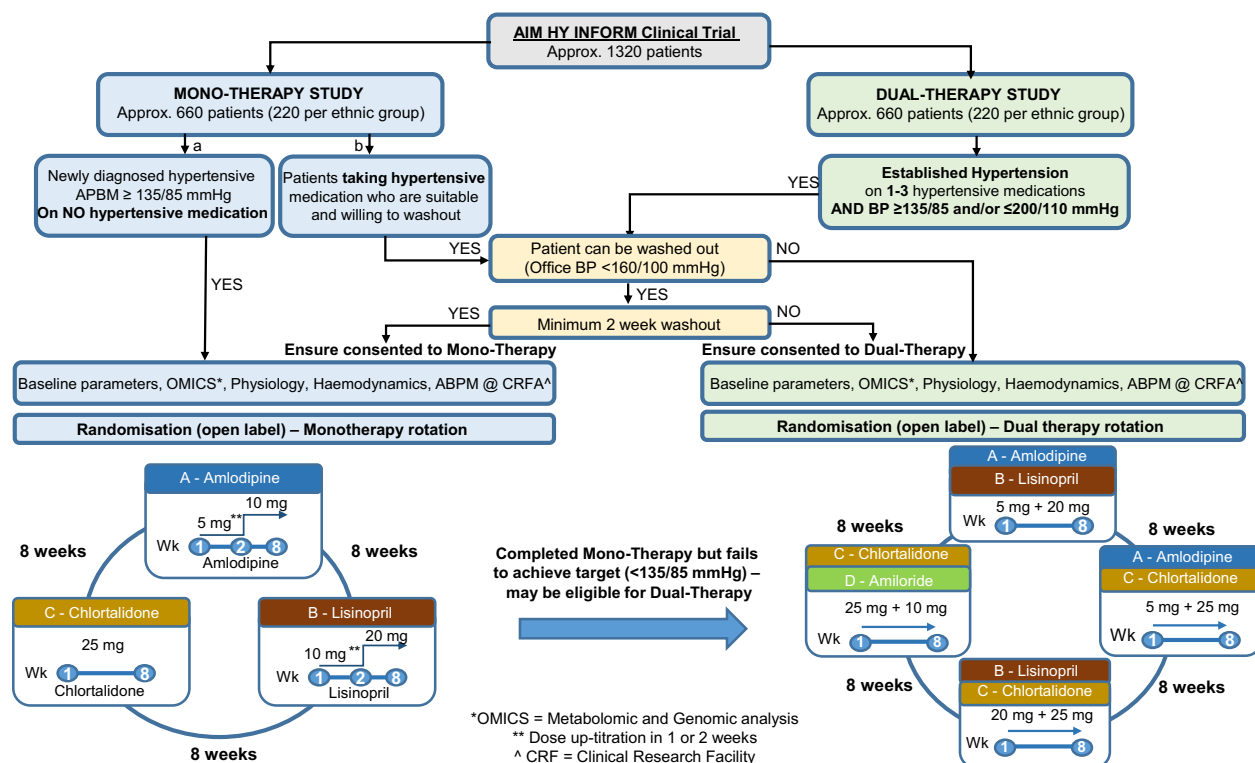 AIM HY INFORM Clinical Trial
Approx. 1320 patients
MONO-THERAPY STUDY
Approx. 660 patients (220 per ethnic group)
DUAL-THERAPY STUDY
Approx. 660 patients (220 per ethnic group)
a
b
Newly diagnosed hypertensive
APBM ≥ 135/85 mmHg
On NO hypertensive medication
Patients taking hypertensive
medication who are suitable
and willing to washout
YES
Established Hypertension
on 1-3 hypertensive medications
AND BP ≥135/85 and/or ≤200/110 mmHg
YES
YES
Patient can be washed out
(Office BP <160/100 mmHg)
NO
YES
YES
Minimum 2 week washout
NO
Ensure consented to Mono-Therapy
Ensure consented to Dual-Therapy
Baseline parameters, OMICS*, Physiology, Haemodynamics, ABPM @ CRFA^
Baseline parameters, OMICS*, Physiology, Haemodynamics, ABPM @ CRFA^
Randomisation (open label) – Monotherapy rotation
Randomisation (open label) – Dual therapy rotation
A - Amlodipine
10 mg
5 mg**
Wk 1 2 8
Amlodipine
8 weeks
8 weeks
C - Chlortalidone
25 mg
Wk 1 8
Chlortalidone
B - Lisinopril
20 mg
10 mg **
Wk 1 2 8
Lisinopril
8 weeks
Completed Mono-Therapy but fails
to achieve target (<135/85 mmHg) –
may be eligible for Dual-Therapy
*OMICS = Metabolomic and Genomic analysis
** Dose up-titration in 1 or 2 weeks
^ CRF = Clinical Research Facility
A - Amlodipine
B - Lisinopril
5 mg + 20 mg
Wk 1 8
8 weeks
8 weeks
C - Chlortalidone
D - Amiloride
25 mg + 10 mg
Wk 1 8
A - Amlodipine
C - Chlortalidone
5 mg + 25 mg
Wk 1 8
8 weeks
8 weeks
B - Lisinopril
C - Chlortalidone
20 mg + 25 mg
Wk 1 8